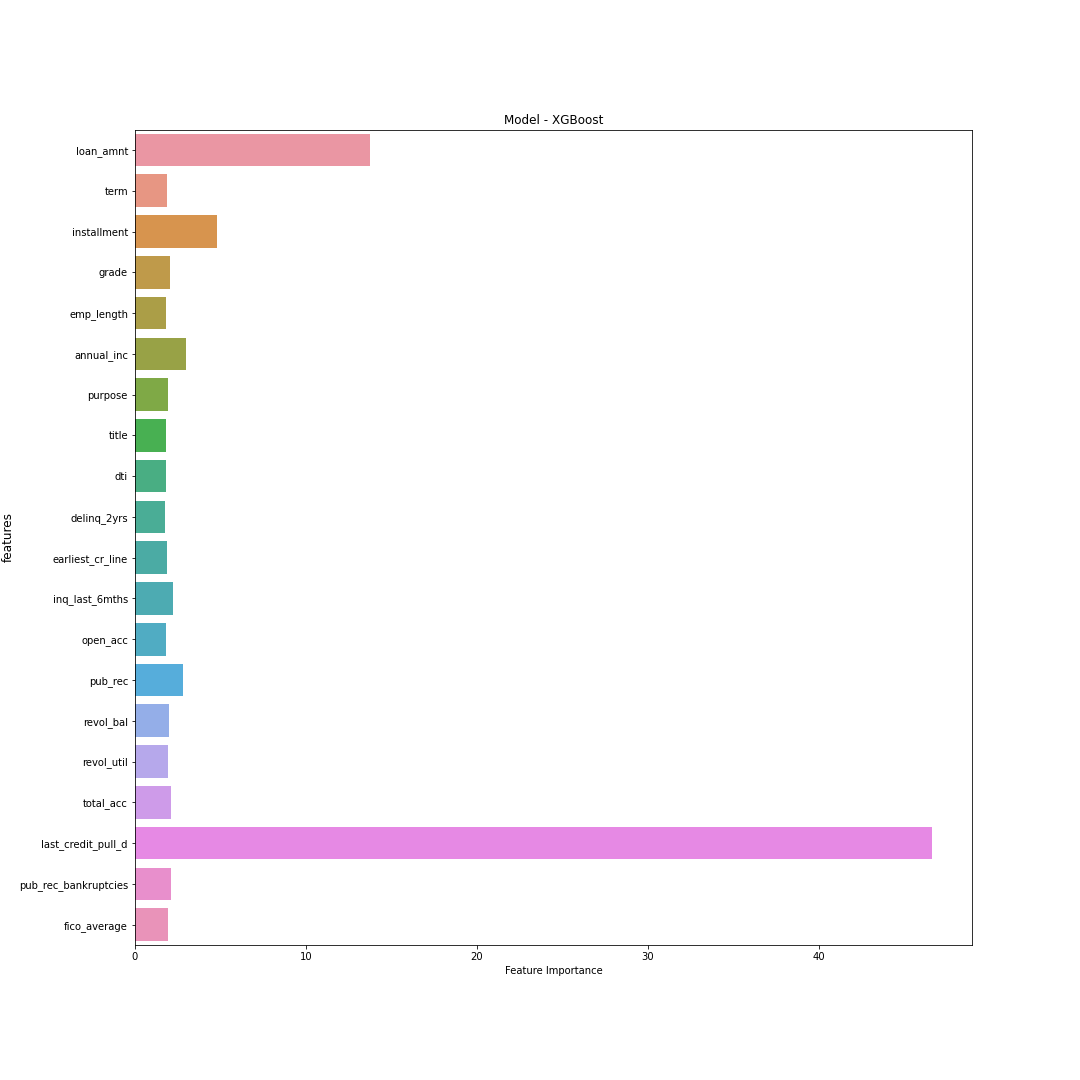 Model - XGBoost
features
loan_amnt
term
installment
grade
emp_length
annual_inc
purpose
title
dti
delinq_2yrs
earliest_cr_line
inq_last_6mths
open_acc
pub_rec
revol_bal
revol_util
total_acc
last_credit_pull_d
pub_rec_bankruptcies
fico_average
0 10 20 30 40
Feature Importance